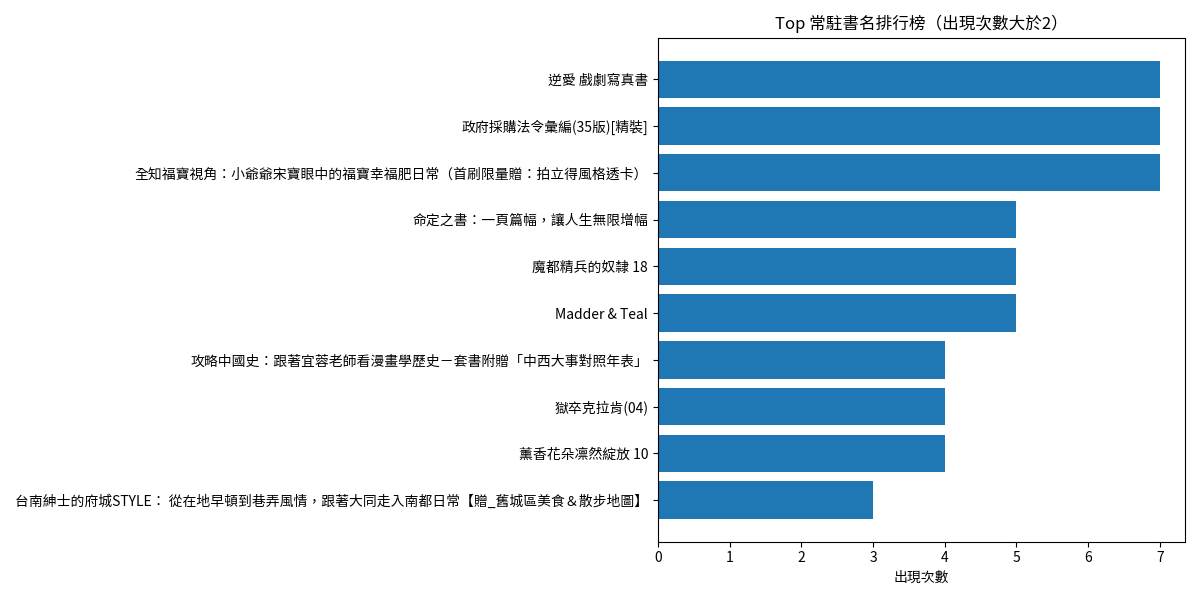 Top 常駐書名排行榜（出現次數大於2）
逆愛 戲劇寫真書
政府採購法令彙編(35版)[精裝]
全知福寶視角：小爺爺宋寶眼中的福寶幸福肥日常（首刷限量贈：拍立得風格透卡）
命定之書：一頁篇幅，讓人生無限增幅
魔都精兵的奴隸 18
Madder & Teal
攻略中國史：跟著宜蓉老師看漫畫學歷史－套書附贈「中西大事對照年表」
獄卒克拉肯(04)
薰香花朵凛然綻放 10
台南紳士的府城STYLE： 從在地早頓到巷弄風情，跟著大同走入南都日常【贈_舊城區美食＆散步地圖】
0 1 2 3 4 5 6 7
出現次數